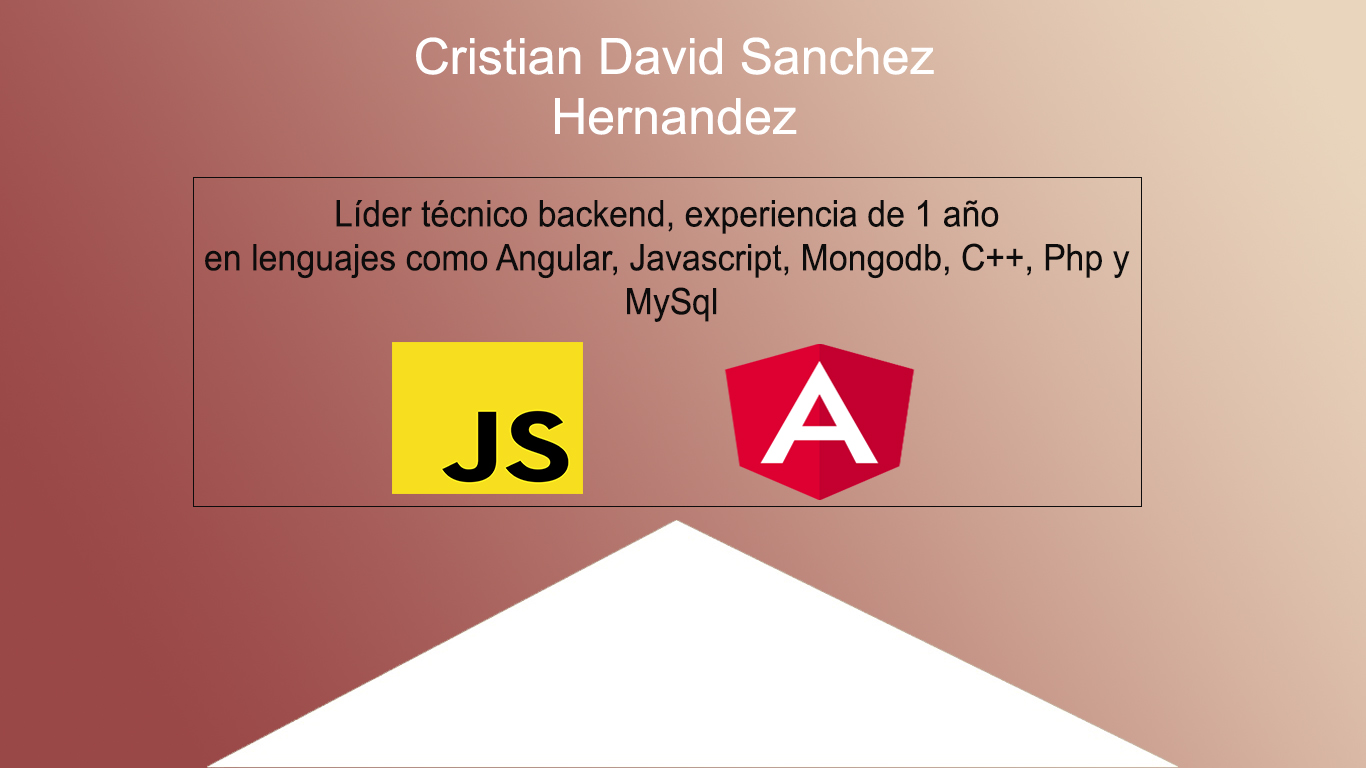 Cristian David Sanchez
Hernandez
Líder técnico backend, experiencia de 1 año
en lenguajes como Angular, Javascript, Mongodb, C++, Php y
MySql
JS
A